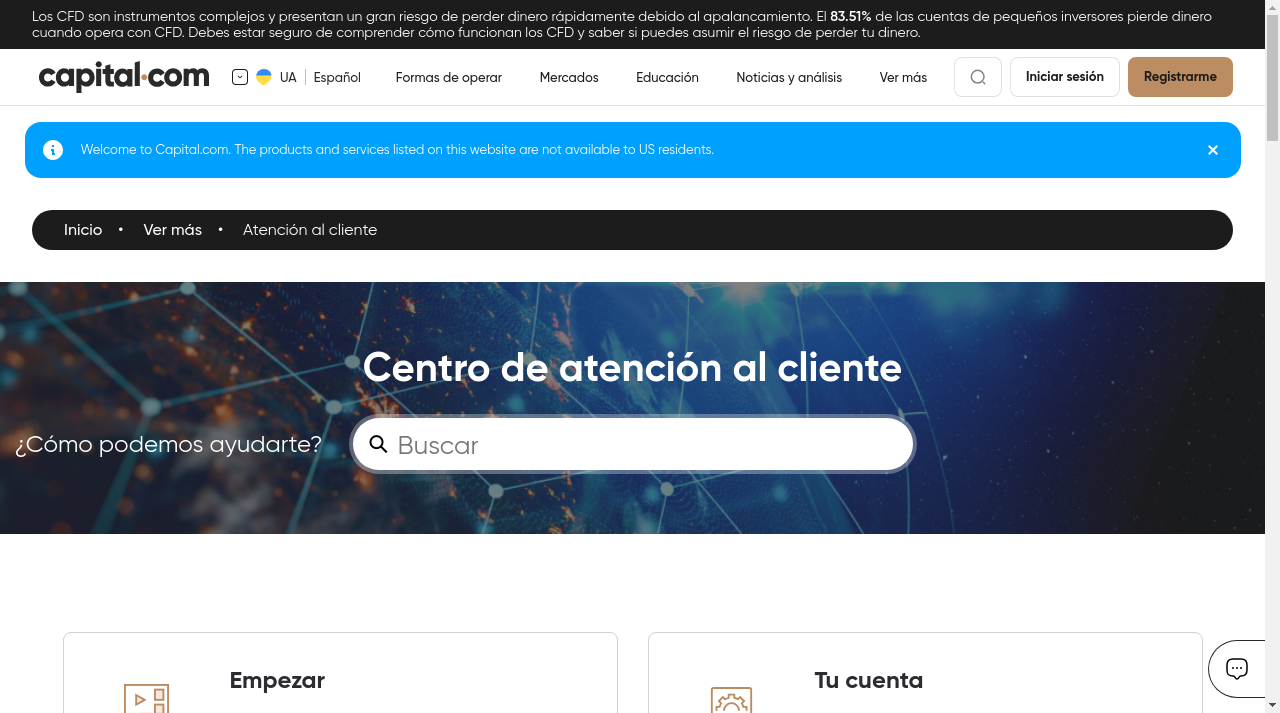 Los CFD son instrumentos complejos y presentan un gran riesgo de perder dinero rápidamente debido al apalancamiento. El 83.51% de las cuentas de pequeños inversores pierde dinero
cuando opera con CFD. Debes estar seguro de comprender cómo funcionan los CFD y saber si puedes asumir el riesgo de perder tu dinero.
capital.com UA Español Formas de operar Mercados Educación Noticias y análisis Ver más Iniciar sesión Registrarme
Welcome to Capital.com. The products and services listed on this website are not available to US residents.
Inicio • Ver más • Atención al cliente
Centro de atención al cliente
¿Cómo podemos ayudarte? Buscar
Empezar Tu cuenta